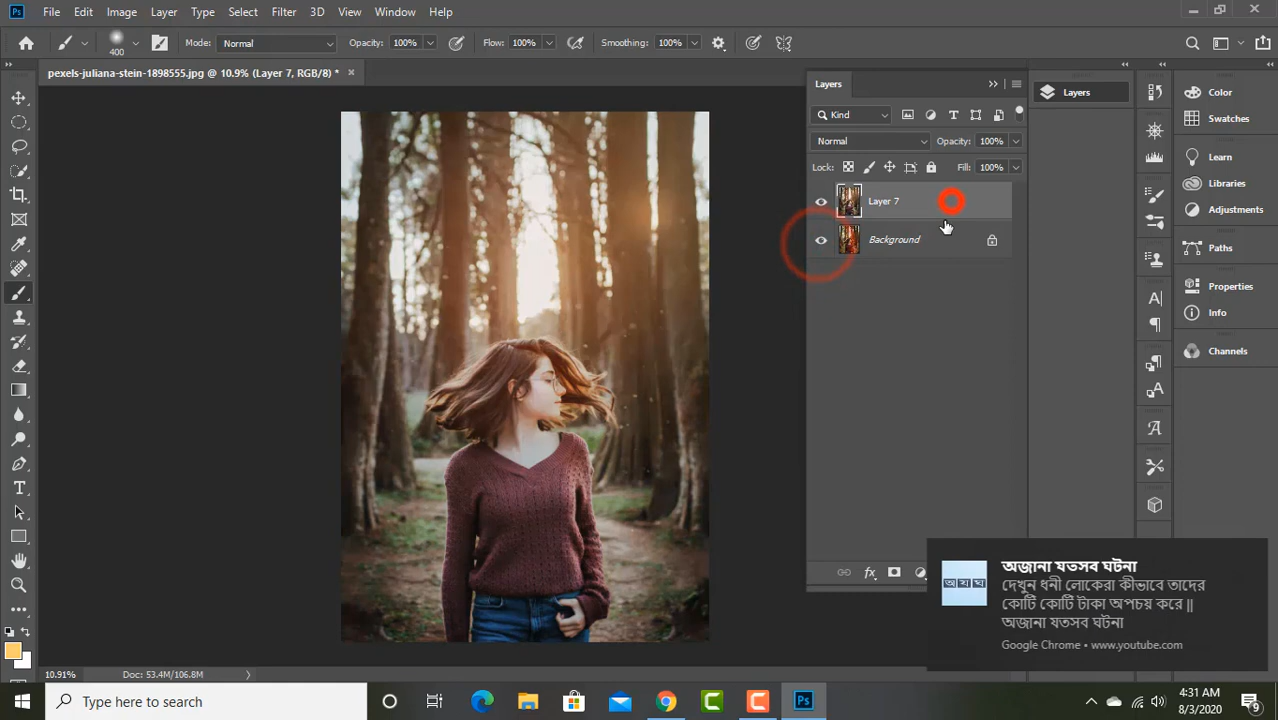 File Edit Image Layer Type Select Filter 3D View Window Help
400 Mode: Normal Opacity: 100% Flow: 100% Smoothing: 100%
pexels-juliana-stein-1898555.jpg @ 10.9% (Layer 7, RGB/8) *
Layers
Kind
Normal Opacity: 100%
Lock: Fill: 100%
Layer 7
Background
Layers
Color
Swatches
Learn
Libraries
Adjustments
Paths
Properties
Info
Channels
অজানা যতসব ঘটনা
দেখুন ধনী লোকেরা কীভাবে তাদের
কোটি কোটি টাকা অপচয় করে ||
অজানা যতসব ঘটনা
Google Chrome • www.youtube.com
10.91% Doc: 53.4M/106.8M
Type here to search
4:31 AM
8/3/2020